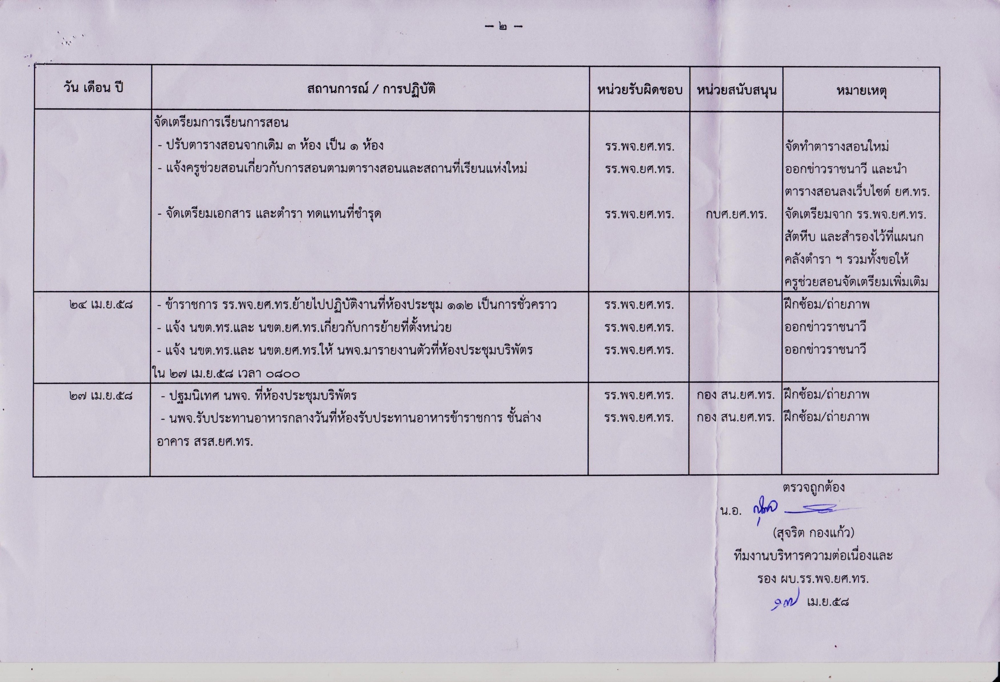 – ๒ –
วัน เดือน ปี สถานการณ์ / การปฏิบัติ หน่วยรับผิดชอบ หน่วยสนับสนุน หมายเหตุ
จัดเตรียมการเรียนการสอน
- ปรับตารางสอนจากเดิม ๓ ห้อง เป็น ๑ ห้อง รร.พจ.ยศ.ทร. จัดทำตารางสอนใหม่
- แจ้งครูช่วยสอนเกี่ยวกับการสอนตามตารางสอนและสถานที่เรียนแห่งใหม่ รร.พจ.ยศ.ทร. ออกข่าวราชนาวี และนำ
ตารางสอนลงเว็บไซต์ ยศ.ทร.
- จัดเตรียมเอกสาร และตำรา ทดแทนที่ชำรุด รร.พจ.ยศ.ทร. กบศ.ยศ.ทร. จัดเตรียมจาก รร.พจ.ยศ.ทร.
สัตหีบ และสำรองไว้ที่แผนก
คลังตำรา ฯ รวมทั้งขอให้
ครูช่วยสอนจัดเตรียมเพิ่มเติม
๒๔ เม.ย.๕๘ - ข้าราชการ รร.พจ.ยศ.ทร.ย้ายไปปฏิบัติงานที่ห้องประชุม ๑๑๒ เป็นการชั่วคราว รร.พจ.ยศ.ทร. ฝึกซ้อม/ถ่ายภาพ
- แจ้ง นขต.ทร.และ นขต.ยศ.ทร.เกี่ยวกับการย้ายที่ตั้งหน่วย รร.พจ.ยศ.ทร. ออกข่าวราชนาวี
- แจ้ง นขต.ทร.และ นขต.ยศ.ทร.ให้ นพจ.มารายงานตัวที่ห้องประชุมบริพัตร รร.พจ.ยศ.ทร. ออกข่าวราชนาวี
ใน ๒๗ เม.ย.๕๘ เวลา ๐๘๐๐
๒๗ เม.ย.๕๘ - ปฐมนิเทศ นพจ. ที่ห้องประชุมบริพัตร รร.พจ.ยศ.ทร. กอง สน.ยศ.ทร. ฝึกซ้อม/ถ่ายภาพ
- นพจ.รับประทานอาหารกลางวันที่ห้องรับประทานอาหารข้าราชการ ชั้นล่าง รร.พจ.ยศ.ทร. กอง สน.ยศ.ทร. ฝึกซ้อม/ถ่ายภาพ
อาคาร สรส.ยศ.ทร.
ตรวจถูกต้อง
น.อ.
(สุจริต กองแก้ว)
ทีมงานบริหารความต่อเนื่องและ
รอง ผบ.รร.พจ.ยศ.ทร.
๑๗ เม.ย.๕๘